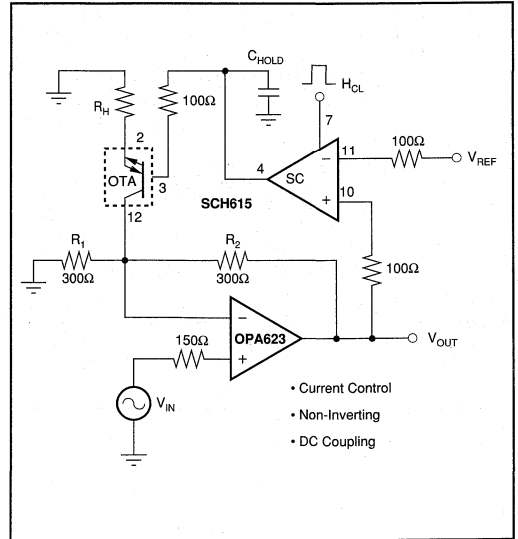 C_HOLD
H_CL
R_H
100Ω
7
2
11
100Ω
V_REF
OTA
3
4
SC
−
+
10
SCH615
12
R_1
300Ω
R_2
300Ω
100Ω
−
OPA623
+
V_OUT
150Ω
V_IN
• Current Control
• Non-Inverting
• DC Coupling